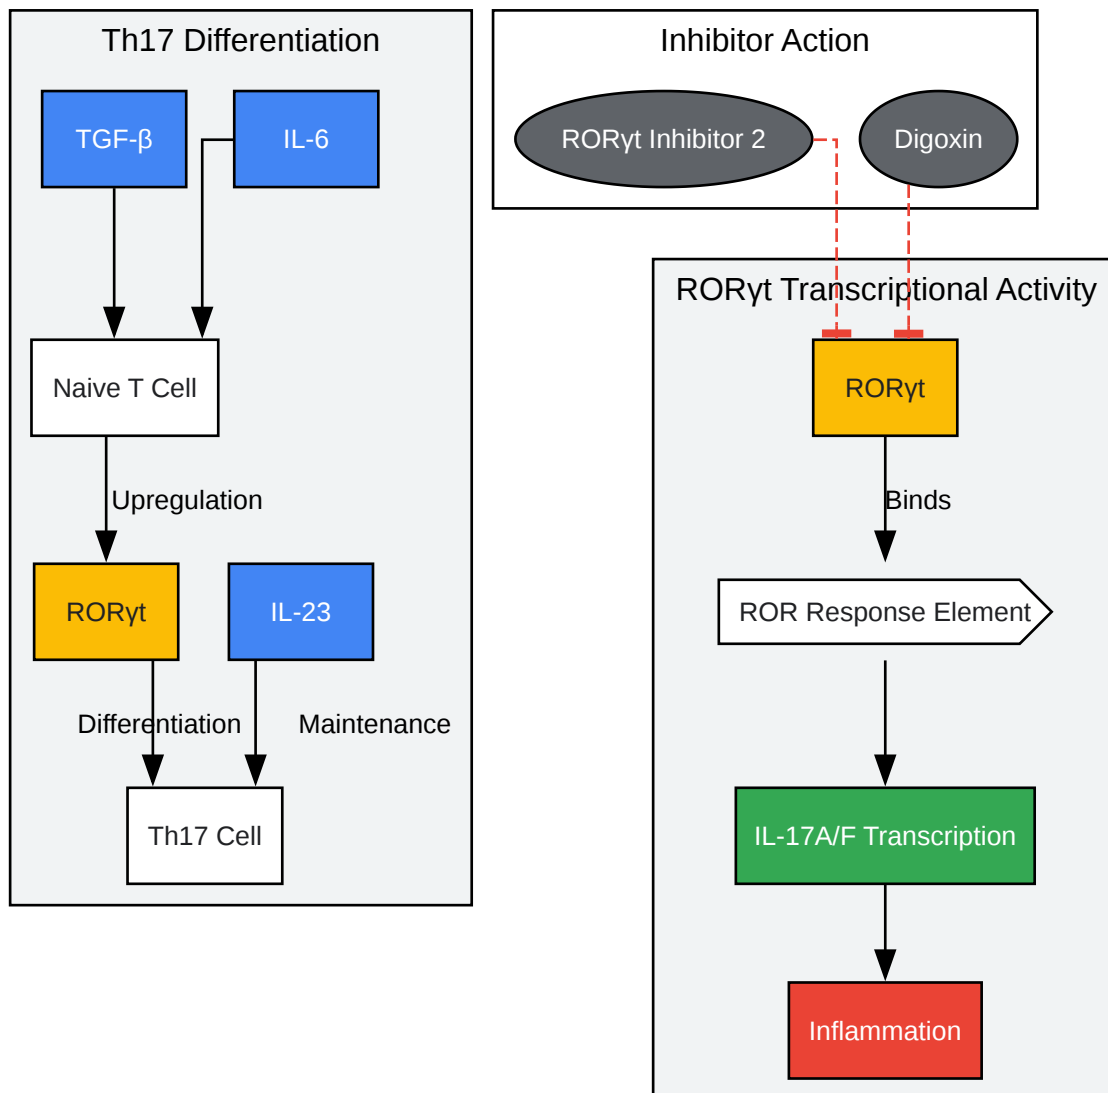 Th17 Differentiation
TGF-β
IL-6
Naive T Cell
Upregulation
RORγt
IL-23
Differentiation
Maintenance
Th17 Cell
Inhibitor Action
RORγt Inhibitor 2
Digoxin
RORγt Transcriptional Activity
RORγt
Binds
ROR Response Element
IL-17A/F Transcription
Inflammation